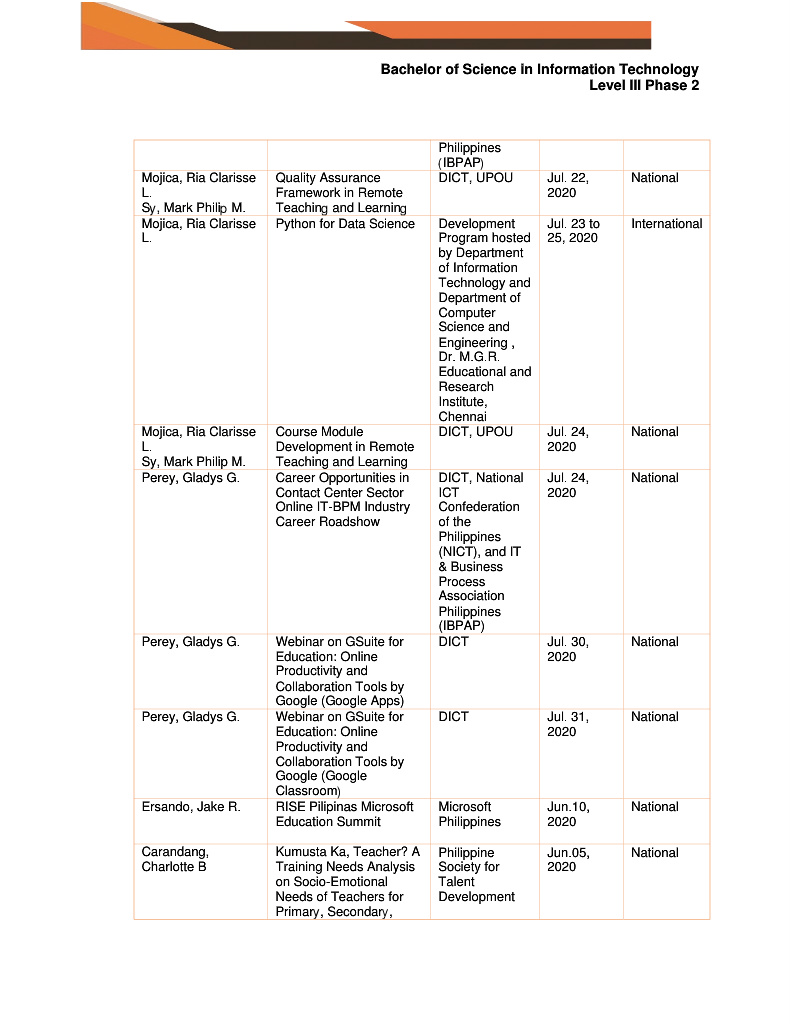 Bachelor of Science in Information Technology
Level III Phase 2
Philippines
(IBPAP)
Mojica, Ria Clarisse
L.
Sy, Mark Philip M.
Quality Assurance
Framework in Remote
Teaching and Learning
DICT, UPOU
Jul. 22,
2020
National
Mojica, Ria Clarisse
L.
Python for Data Science
Development
Program hosted
by Department
of Information
Technology and
Department of
Computer
Science and
Engineering ,
Dr. M.G.R.
Educational and
Research
Institute,
Chennai
Jul. 23 to
25, 2020
International
Mojica, Ria Clarisse
L.
Sy, Mark Philip M.
Course Module
Development in Remote
Teaching and Learning
DICT, UPOU
Jul. 24,
2020
National
Perey, Gladys G.
Career Opportunities in
Contact Center Sector
Online IT-BPM Industry
Career Roadshow
DICT, National
ICT
Confederation
of the
Philippines
(NICT), and IT
& Business
Process
Association
Philippines
(IBPAP)
Jul. 24,
2020
National
Perey, Gladys G.
Webinar on GSuite for
Education: Online
Productivity and
Collaboration Tools by
Google (Google Apps)
DICT
Jul. 30,
2020
National
Perey, Gladys G.
Webinar on GSuite for
Education: Online
Productivity and
Collaboration Tools by
Google (Google
Classroom)
DICT
Jul. 31,
2020
National
Ersando, Jake R.
RISE Pilipinas Microsoft
Education Summit
Microsoft
Philippines
Jun.10,
2020
National
Carandang,
Charlotte B
Kumusta Ka, Teacher? A
Training Needs Analysis
on Socio-Emotional
Needs of Teachers for
Primary, Secondary,
Philippine
Society for
Talent
Development
Jun.05,
2020
National